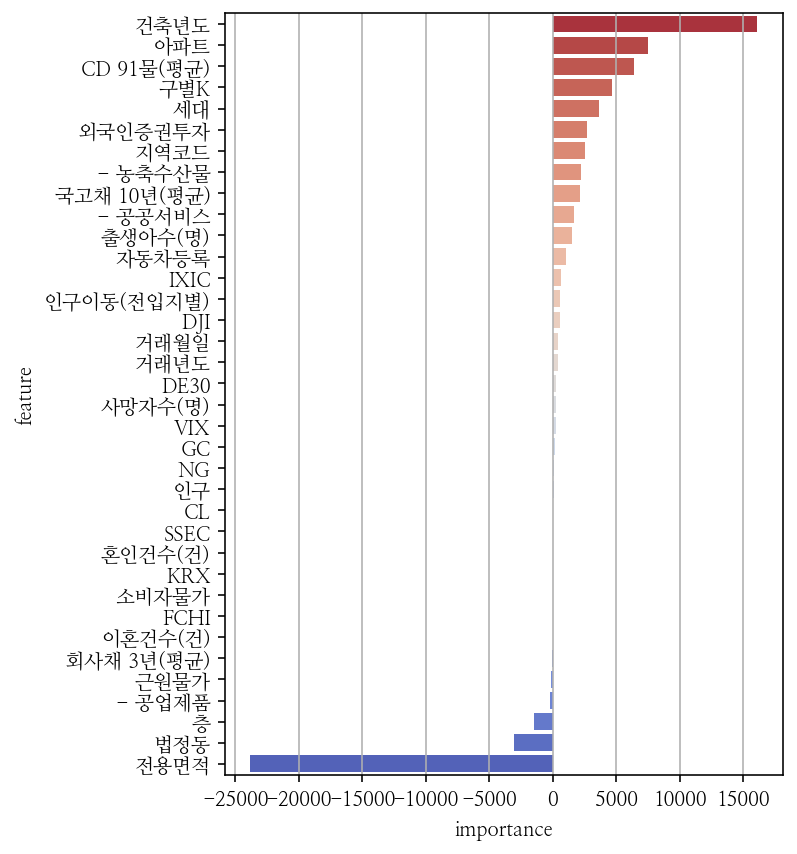 건축년도
아파트
CD 91물(평균)
구별K
세대
외국인증권투자
지역코드
- 농축수산물
국고채 10년(평균)
- 공공서비스
출생아수(명)
자동차등록
IXIC
인구이동(전입지별)
DJI
거래월일
거래년도
DE30
사망자수(명)
VIX
GC
NG
인구
CL
SSEC
혼인건수(건)
KRX
소비자물가
FCHI
이혼건수(건)
회사채 3년(평균)
근원물가
- 공업제품
층
법정동
전용면적
feature
−25000 −20000 −15000 −10000 −5000 0 5000 10000 15000
importance